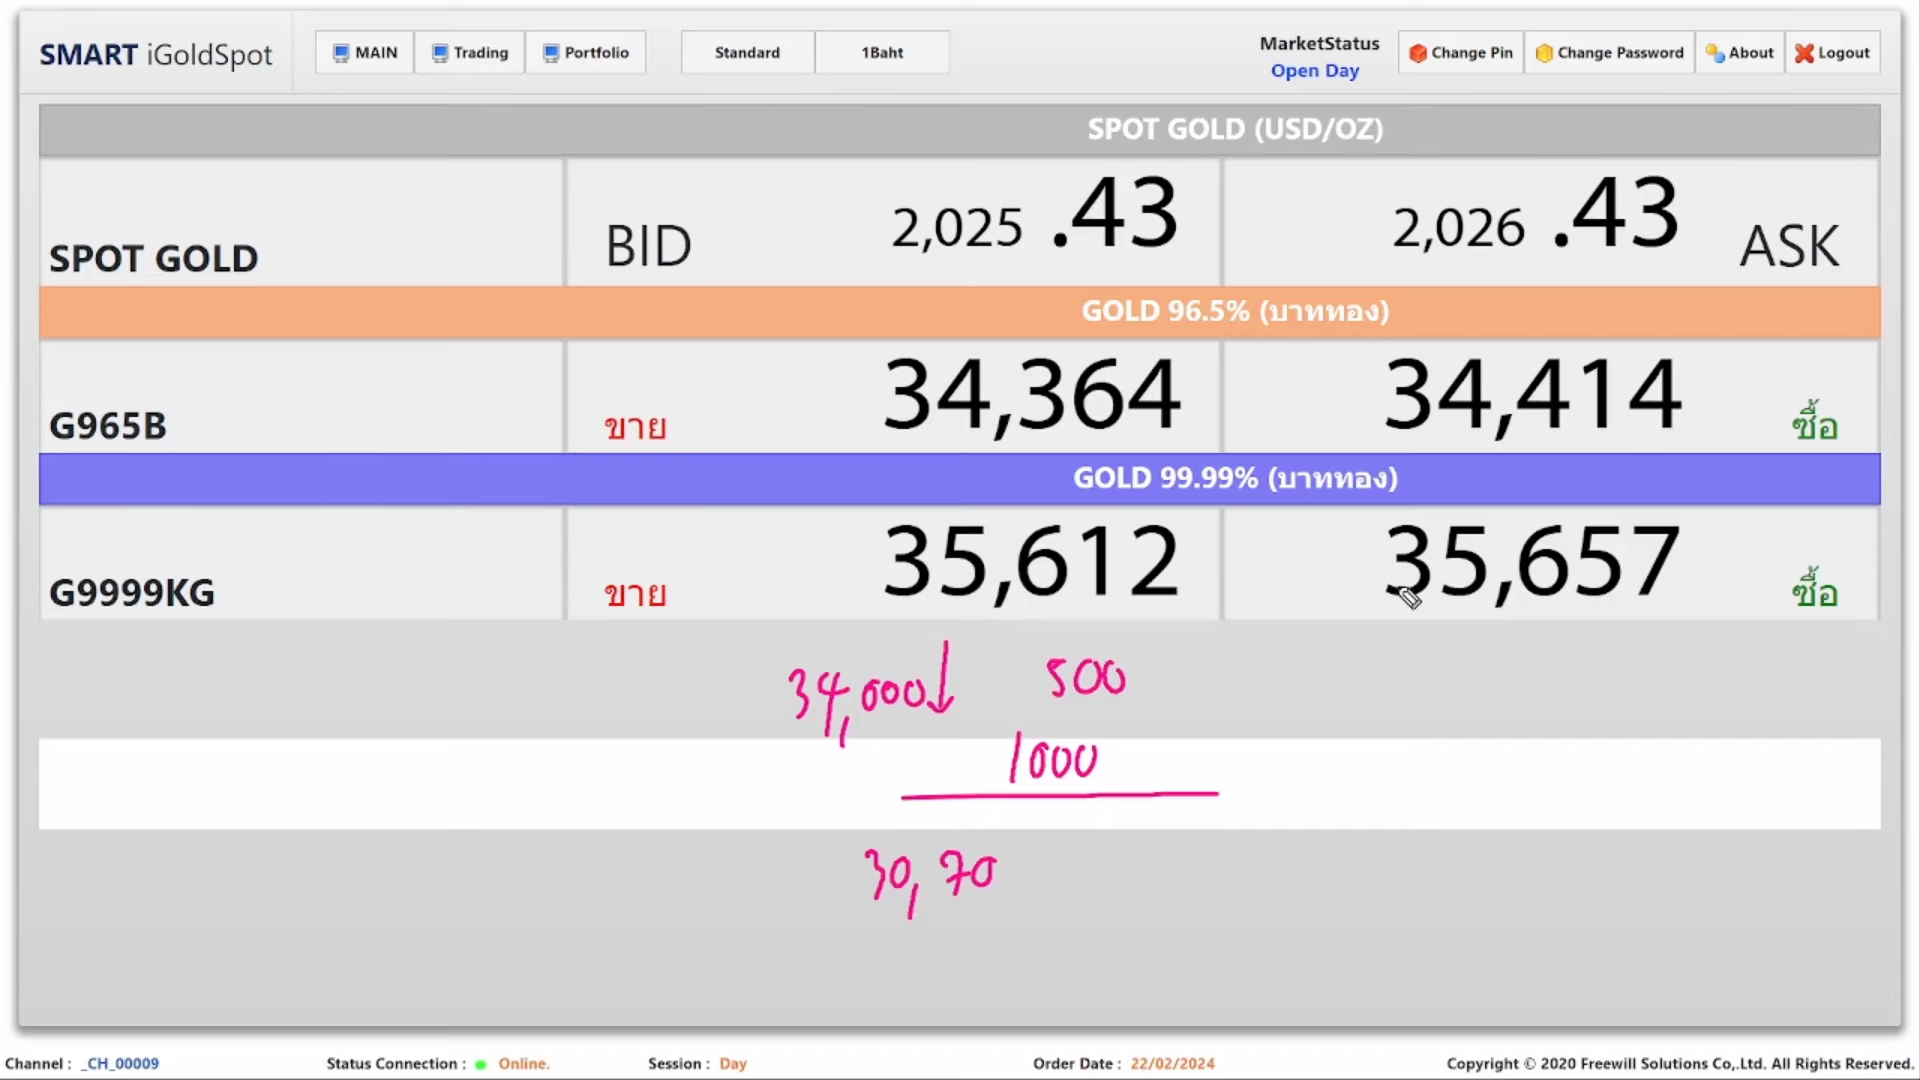 SMART iGoldSpot MAIN Trading Portfolio Standard 1Baht MarketStatus Open Day Change Pin Change Password About Logout
SPOT GOLD (USD/OZ)
SPOT GOLD BID 2,025 .43 2,026 .43 ASK
GOLD 96.5% (บาททอง)
G965B ขาย 34,364 34,414 ซื้อ
GOLD 99.99% (บาททอง)
G9999KG ขาย 35,612 35,657 ซื้อ
34,000 500
1000
30,70
Channel : _CH_00009 Status Connection : Online. Session : Day Order Date : 22/02/2024 Copyright © 2020 Freewill Solutions Co,.Ltd. All Rights Reserved.